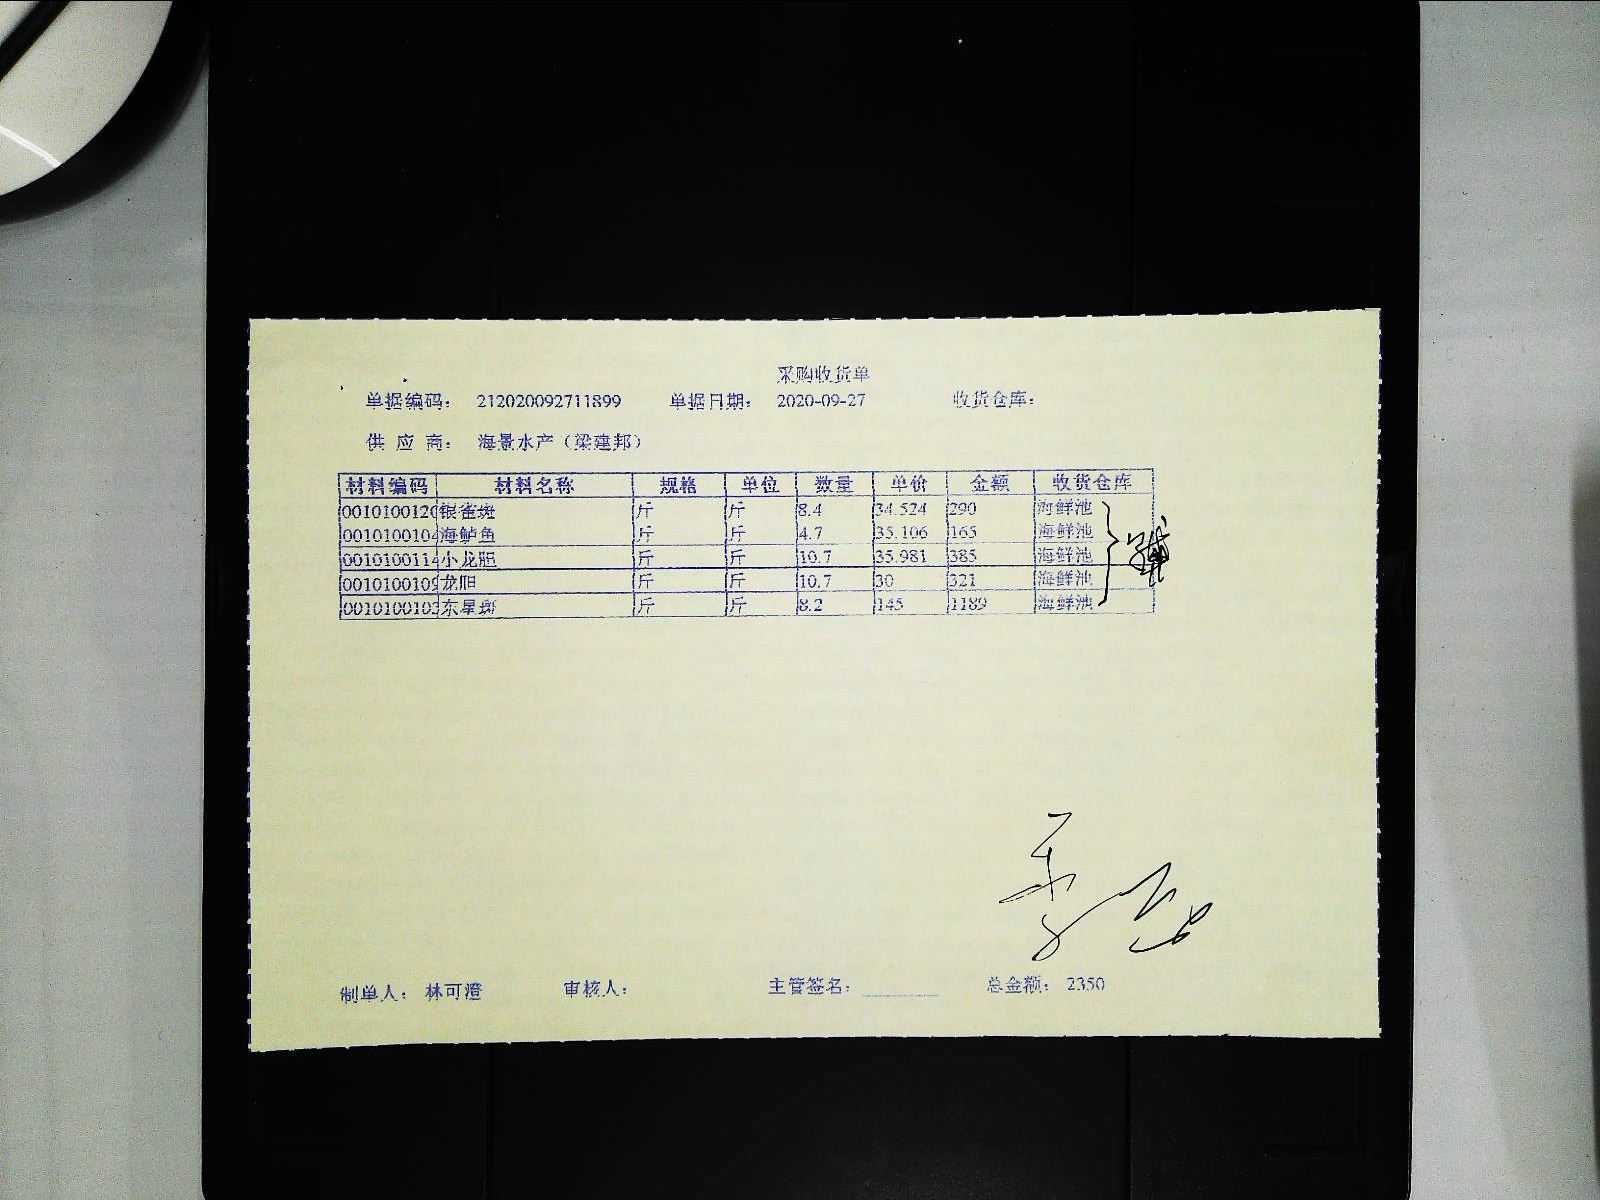 采购收货单
单据编码： 212020092711899 单据日期： 2020-09-27 收货仓库：
供 应 商： 海景水产（梁建邦）
材料编码 材料名称 规格 单位 数量 单价 金额 收货仓库
0010100120 银雀斑 斤 斤 8.4 34.524 290 海鲜池
001010010 海鲈鱼 斤 斤 4.7 35.106 165 海鲜池
001010011 小龙胆 斤 斤 10.7 35.981 385 海鲜池
001010010 龙胆 斤 斤 10.7 30 321 海鲜池
001010010 东星斑 斤 斤 8.2 145 1189 海鲜池
制单人： 林可澄 审核人： 主管签名： 总金额： 2350